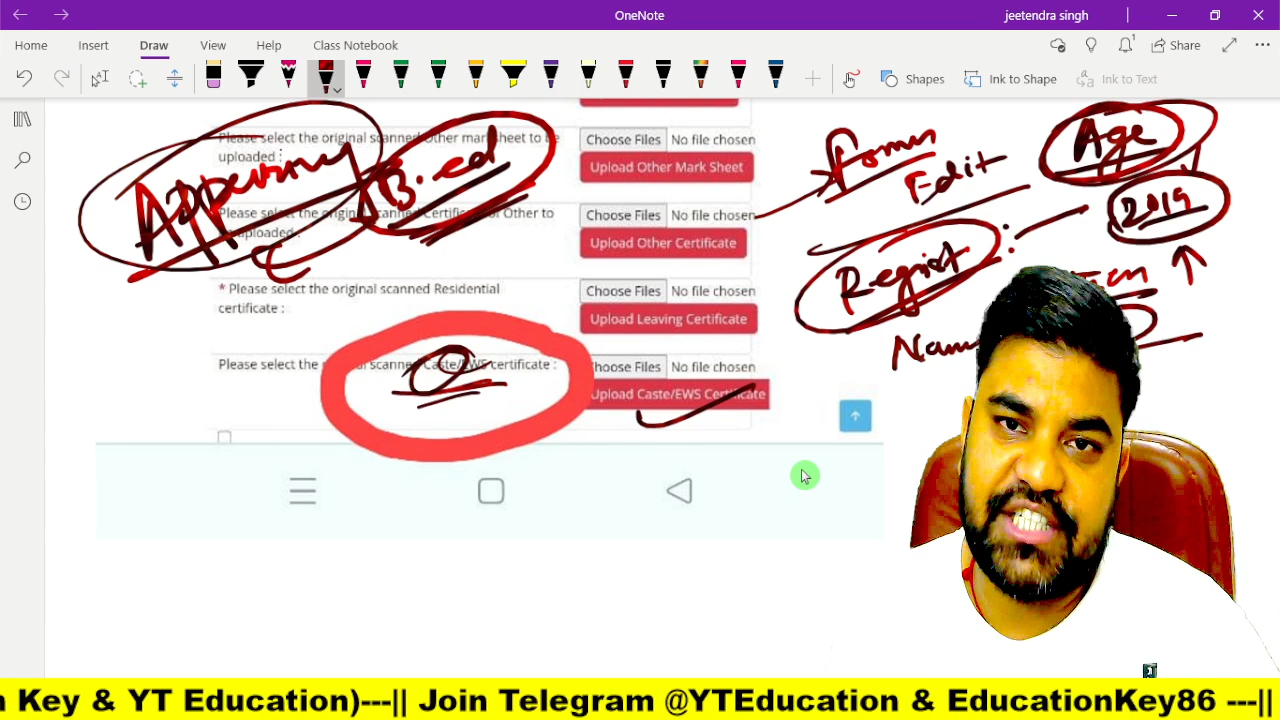 OneNote
jeetendra singh
Home Insert Draw View Help Class Notebook
Share
Shapes Ink to Shape Ink to Text
Please select the original scanned Other mark sheet to be
uploaded :
Choose Files No file chosen
Upload Other Mark Sheet
Appearing
B.ed
Please select the original scanned Certificate of Other to
be uploaded :
Choose Files No file chosen
Upload Other Certificate
* Please select the original scanned Residential
certificate :
Choose Files No file chosen
Upload Leaving Certificate
Please select the scanned Caste/EWS certificate :
Choose Files No file chosen
Upload Caste/EWS Certificate
Form
Edit
Age
2019
Regist :
Nam
n Key & YT Education)---|| Join Telegram @YTEducation & EducationKey86 ---||